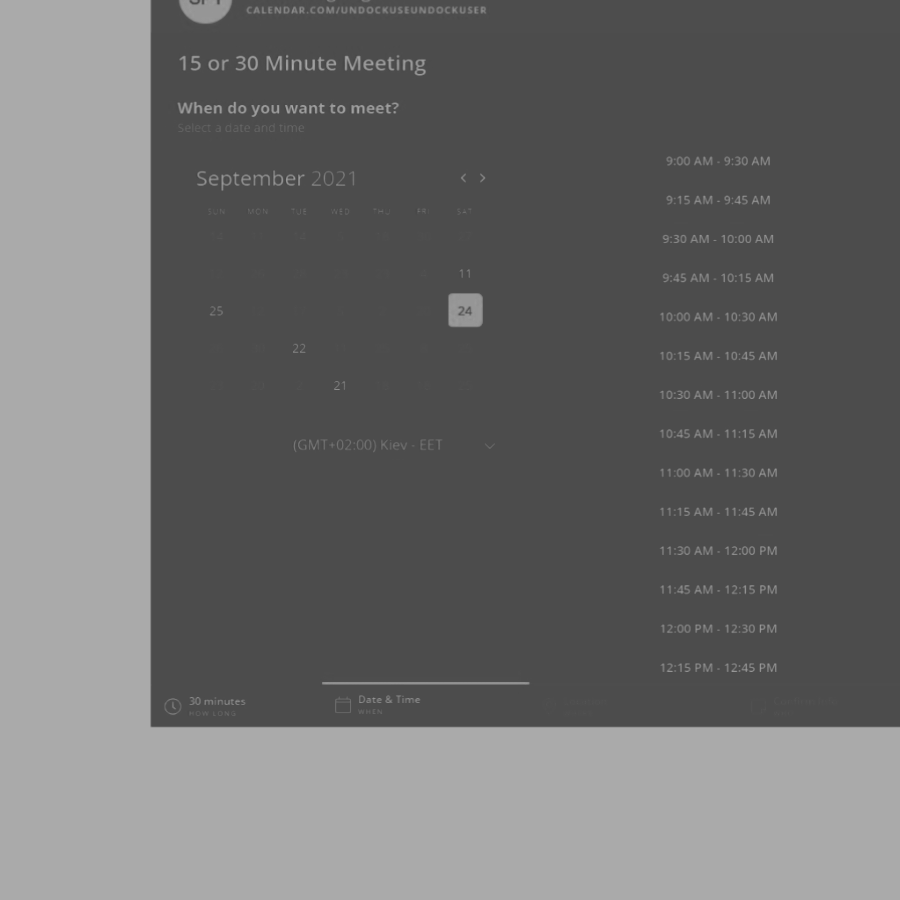 CALENDAR.COM/UNDOCKUSEUNDOCKUSER
15 or 30 Minute Meeting
When do you want to meet?
Select a date and time
September 2021
SUN MON TUE WED THU FRI SAT
11
25 24
22
21
(GMT+02:00) Kiev - EET
9:00 AM - 9:30 AM
9:15 AM - 9:45 AM
9:30 AM - 10:00 AM
9:45 AM - 10:15 AM
10:00 AM - 10:30 AM
10:15 AM - 10:45 AM
10:30 AM - 11:00 AM
10:45 AM - 11:15 AM
11:00 AM - 11:30 AM
11:15 AM - 11:45 AM
11:30 AM - 12:00 PM
11:45 AM - 12:15 PM
12:00 PM - 12:30 PM
12:15 PM - 12:45 PM
30 minutes
HOW LONG
Date & Time
WHEN